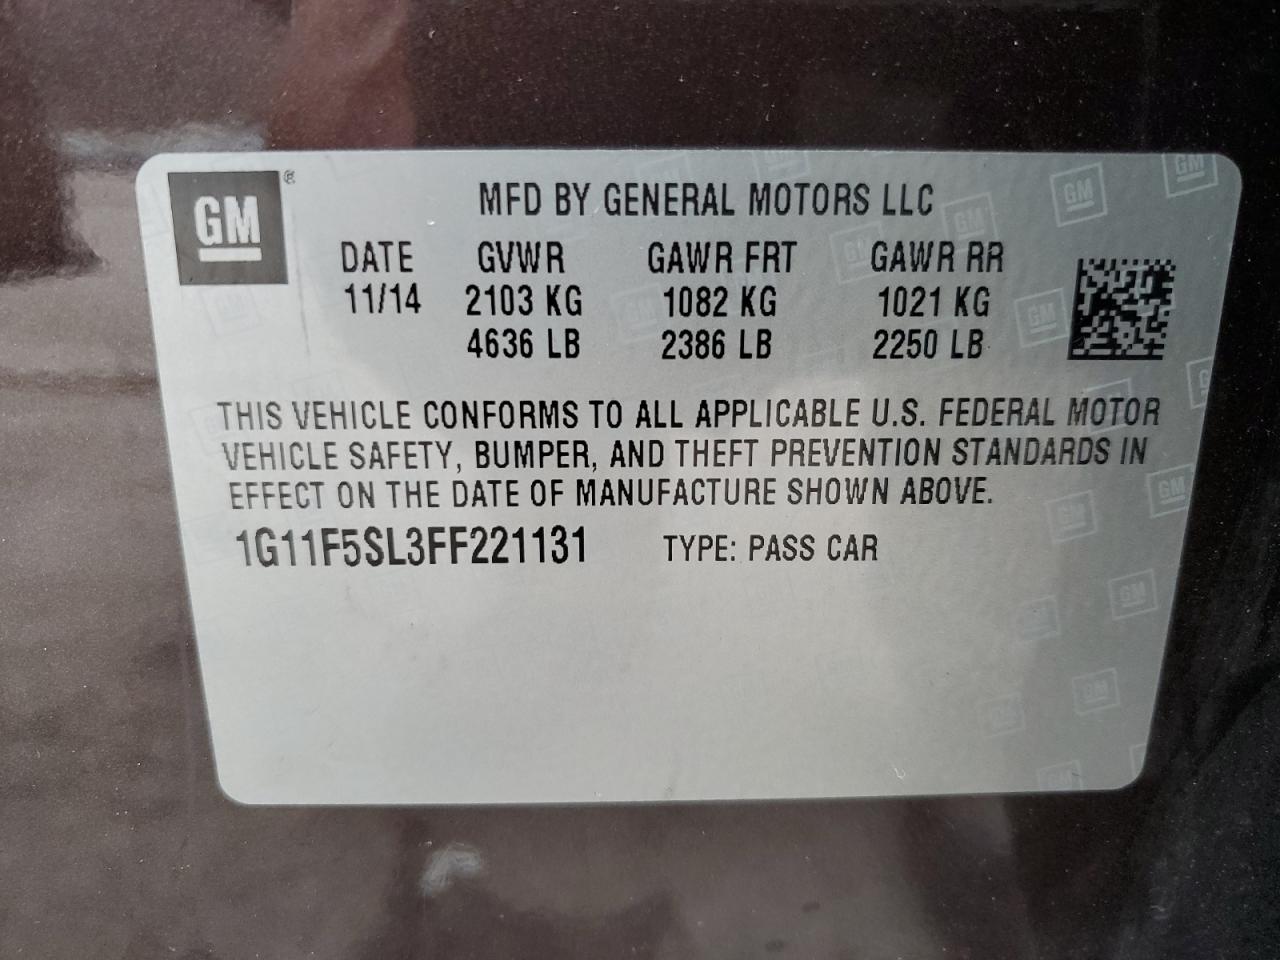 GM®
MFD BY GENERAL MOTORS LLC
DATE GVWR GAWR FRT GAWR RR
11/14 2103 KG 1082 KG 1021 KG
4636 LB 2386 LB 2250 LB
THIS VEHICLE CONFORMS TO ALL APPLICABLE U.S. FEDERAL MOTOR
VEHICLE SAFETY, BUMPER, AND THEFT PREVENTION STANDARDS IN
EFFECT ON THE DATE OF MANUFACTURE SHOWN ABOVE.
1G11F5SL3FF221131 TYPE: PASS CAR